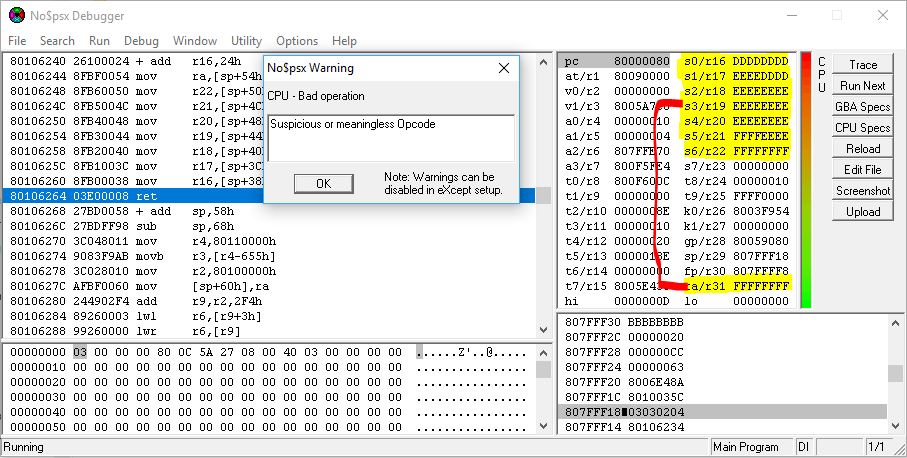 No$psx Debugger
File Search Run Debug Window Utility Options Help
80106240 26100024 + add r16,24h
80106244 8FBF0054 mov ra,[sp+54h
80106248 8FB60050 mov r22,[sp+50
8010624C 8FB5004C mov r21,[sp+4C
80106250 8FB40048 mov r20,[sp+48
80106254 8FB30044 mov r19,[sp+44
80106258 8FB20040 mov r18,[sp+40
8010625C 8FB1003C mov r17,[sp+3C
80106260 8FB00038 mov r16,[sp+38
80106264 03E00008 ret
80106268 27BD0058 + add sp,58h
8010626C 27BDFF98 sub sp,68h
80106270 3C048011 mov r4,80110000h
80106274 9083F9AB movb r3,[r4-655h]
80106278 3C028010 mov r2,80100000h
8010627C AFBF0060 mov [sp+60h],ra
80106280 244902F4 add r9,r2,2F4h
80106284 89260003 lwl r6,[r9+3h]
80106288 99260000 lwr r6,[r9]
No$psx Warning
CPU - Bad operation
Suspicious or meaningless Opcode
OK
Note: Warnings can be
disabled in eXcept setup.
pc 80000080 s0/r16 DDDDDDDD
at/r1 80090000 s1/r17 EEEEDDDD
v0/r2 00000000 s2/r18 EEEEEEEE
v1/r3 s3/r19 EEEEEEEE
a0/r4 00000010 s4/r20 EEEEEEEE
a1/r5 00000004 s5/r21 FFFFEEEE
a2/r6 807FFE70 s6/r22 FFFFFFFF
a3/r7 800F5FE4 s7/r23 00000000
t0/r8 800F600C t8/r24 00000010
t1/r9 00000000 t9/r25 FFFF0000
t2/r10 0000008E k0/r26 8003F954
t3/r11 00000010 k1/r27 00000000
t4/r12 00000020 gp/r28 80059080
t5/r13 0000013E sp/r29 807FFF18
t6/r14 00000000 fp/r30 807FFFF8
t7/r15 ra/r31 FFFFFFFF
hi 0000000D lo 00000000
C
P
U
Trace
Run Next
GBA Specs
CPU Specs
Reload
Edit File
Screenshot
Upload
00000000 03 00 00 00 80 0C 5A 27 08 00 40 03 00 00 00 00 ......Z'..@.....
00000010 00 00 00 00 00 00 00 00 00 00 00 00 00 00 00 00 ................
00000020 00 00 00 00 00 00 00 00 00 00 00 00 00 00 00 00 ................
00000030 00 00 00 00 00 00 00 00 00 00 00 00 00 00 00 00 ................
00000040 00 00 00 00 00 00 00 00 00 00 00 00 00 00 00 00 ................
00000050 00 00 00 00 00 00 00 00 00 00 00 00 00 00 00 00 ................
807FFF30 BBBBBBBB
807FFF2C 00000020
807FFF28 000000CC
807FFF24 00000063
807FFF20 8006E48A
807FFF1C 8010035C
807FFF18 03030204
807FFF14 80106234
Running Main Program DI 1/1